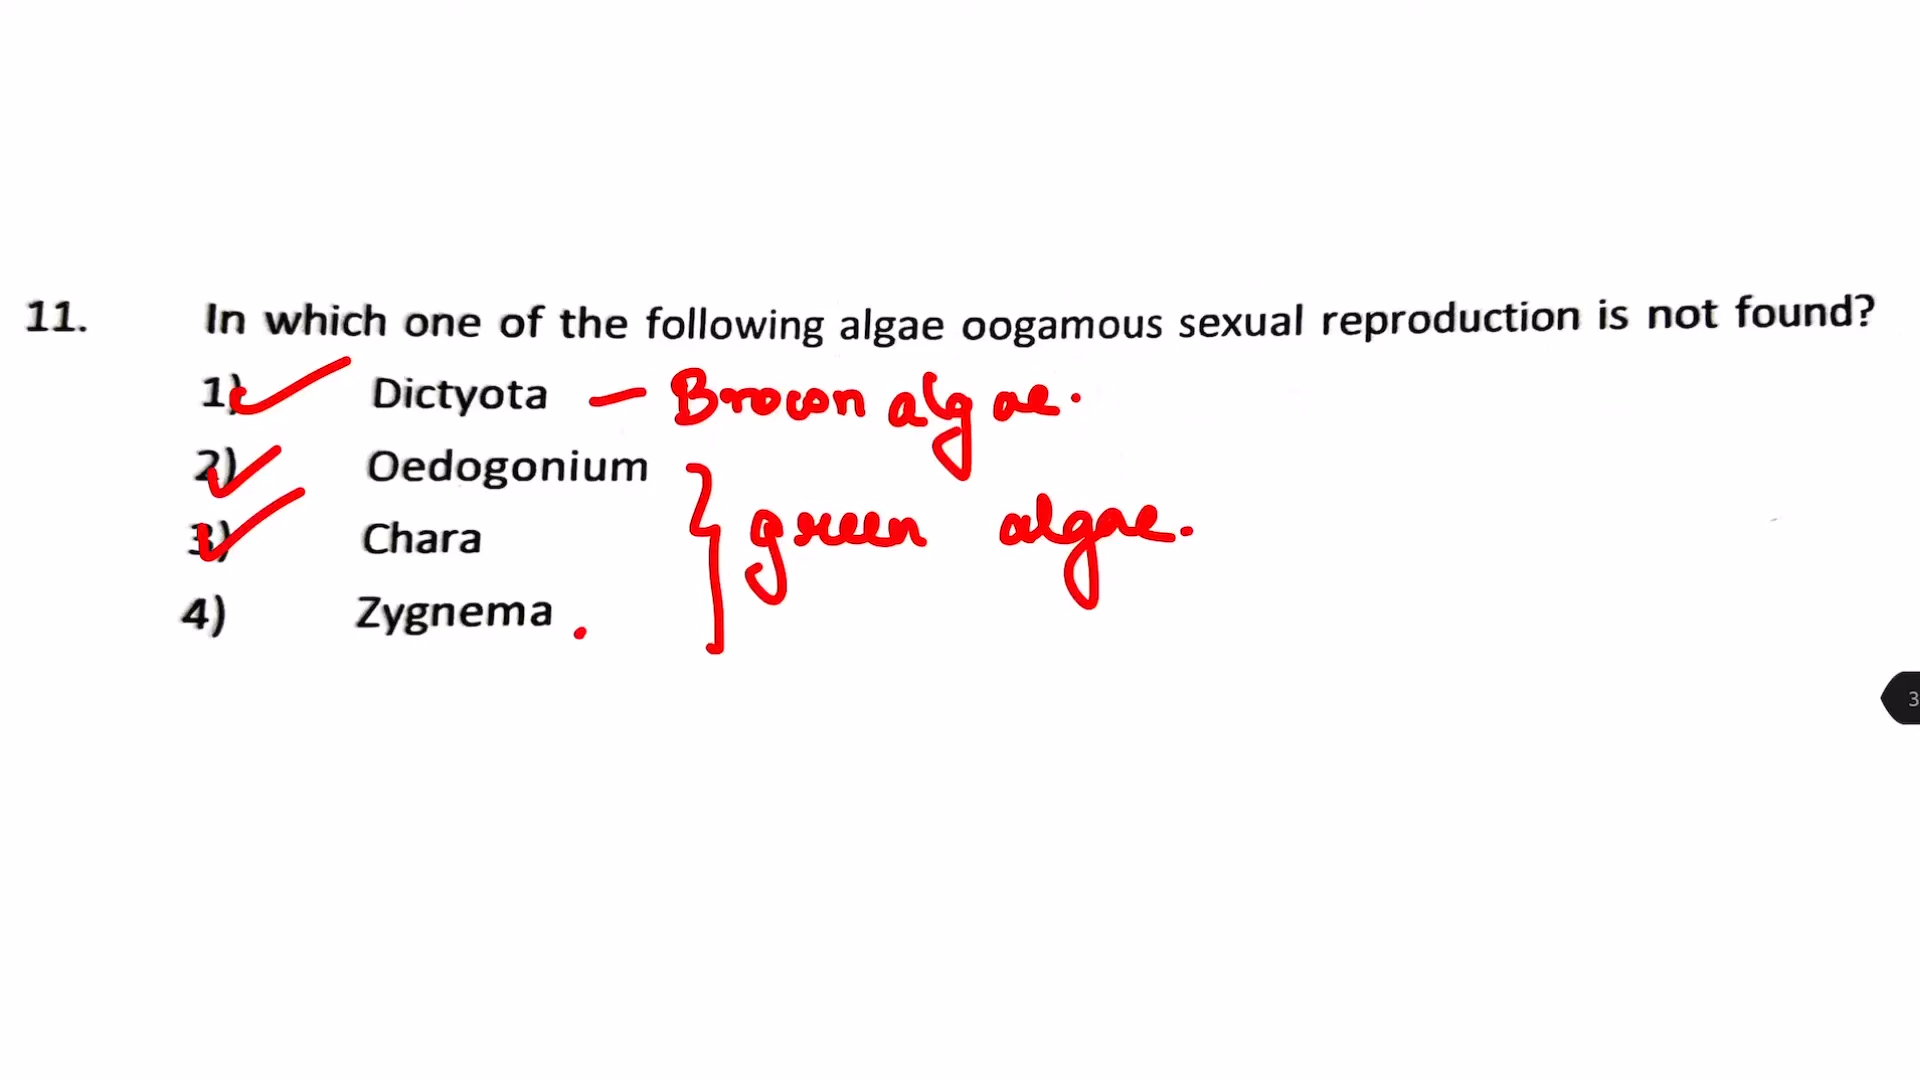 11. In which one of the following algae oogamous sexual reproduction is not found?
1) Dictyota – Brown algae.
2) Oedogonium
3) Chara } green algae.
4) Zygnema .
3